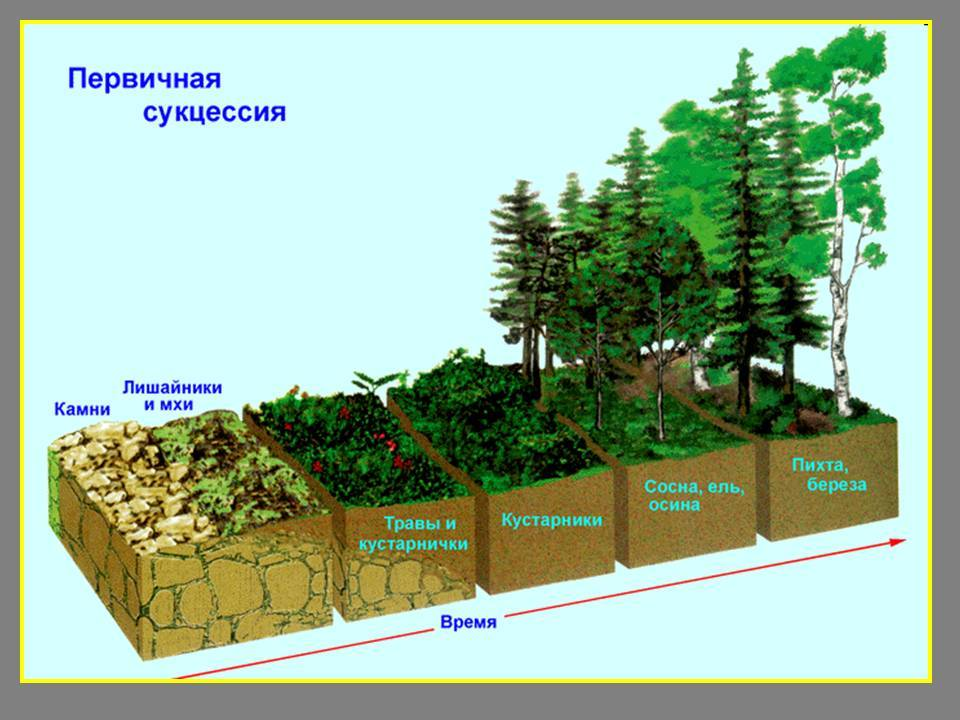 Первичная
сукцессия
Лишайники
и мхи
Камни
Травы и
кустарнички
Кустарники
Сосна, ель,
осина
Пихта,
береза
Время